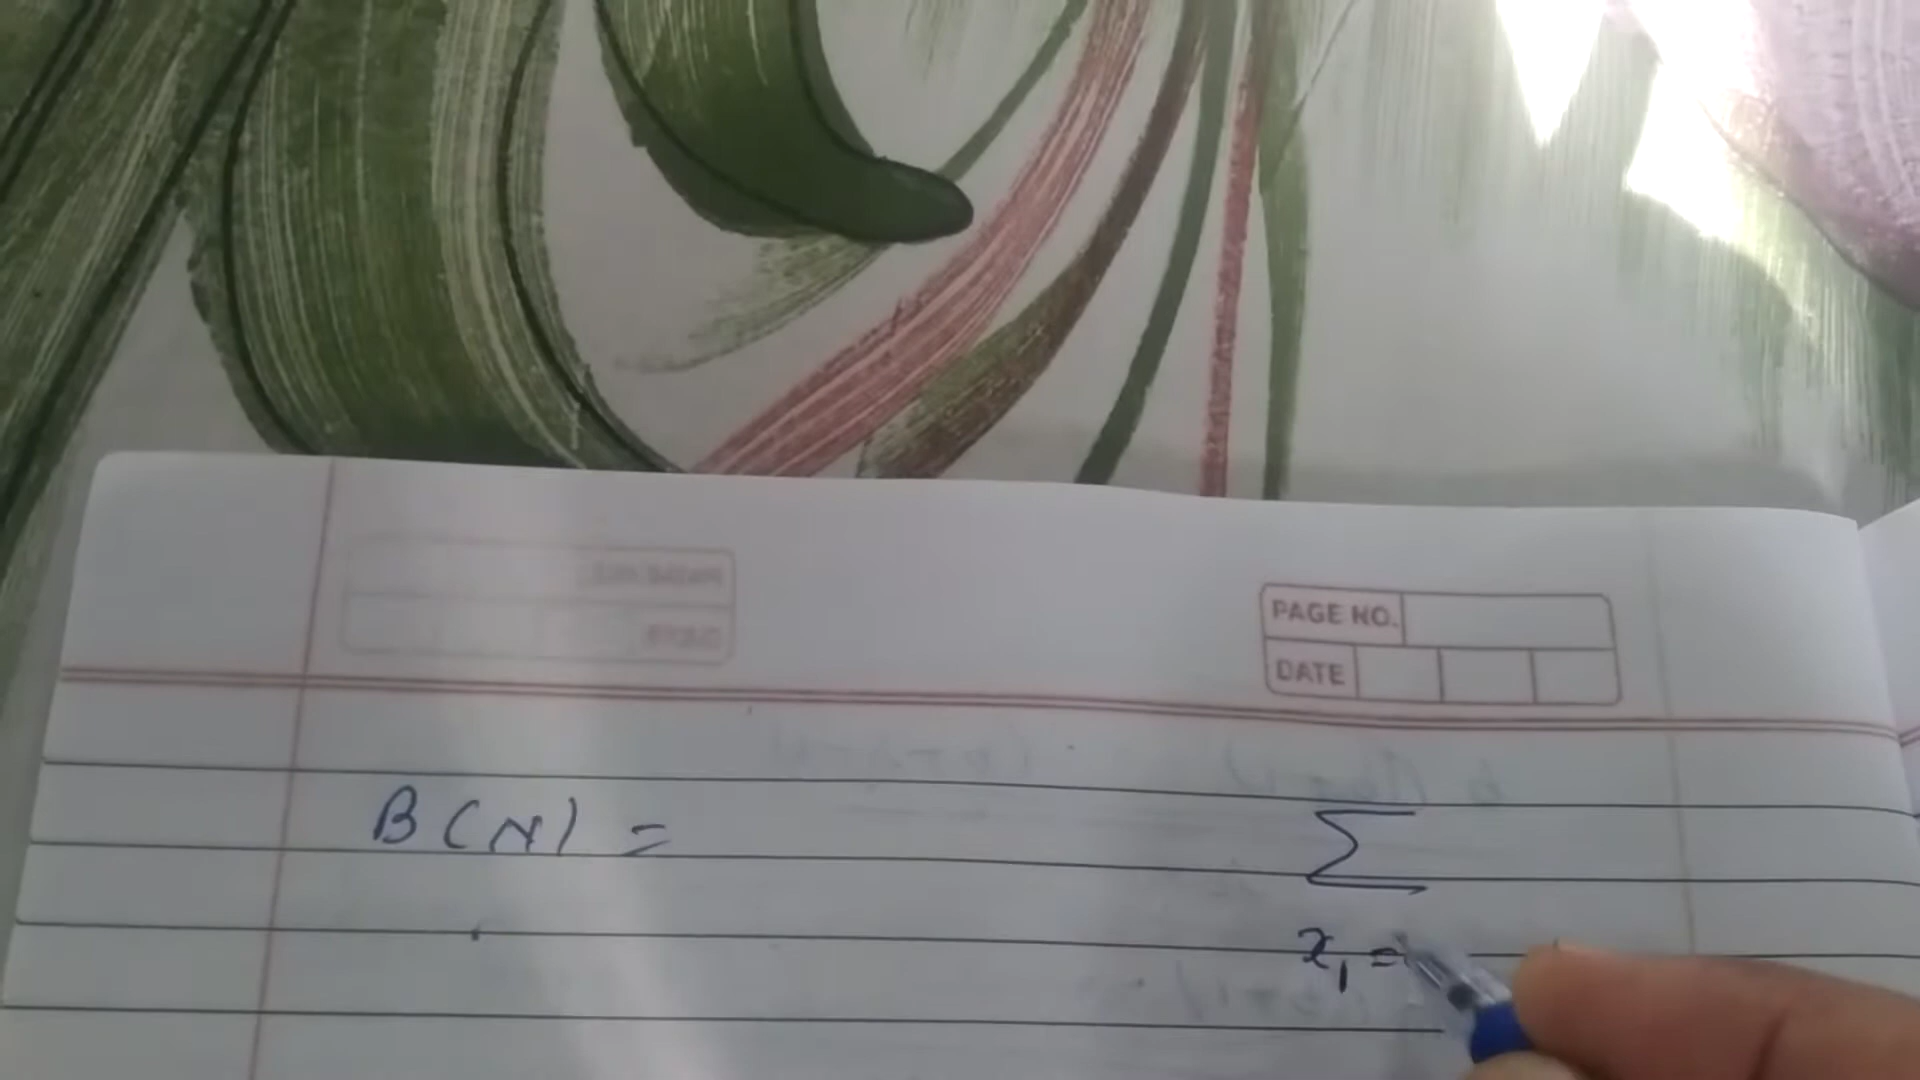 PAGE NO.
DATE
B(N) = Σ
x₁ =